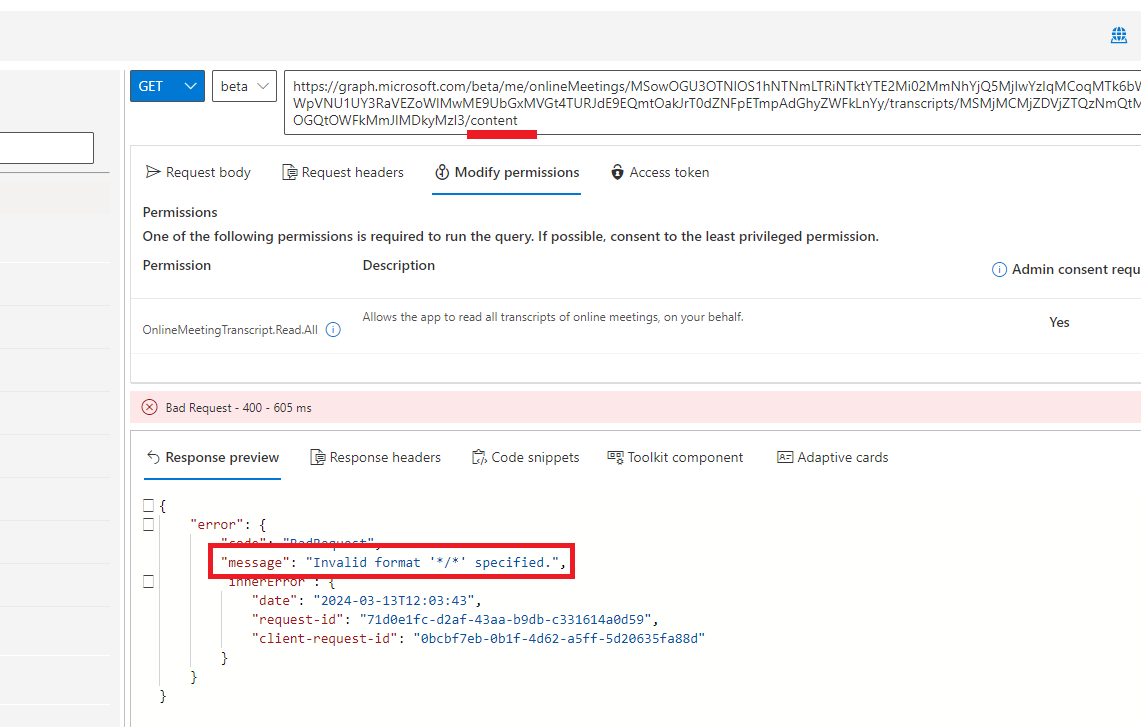 GET
beta
https://graph.microsoft.com/beta/me/onlineMeetings/
/transcripts/
/content
Request body
Request headers
Modify permissions
Access token
Permissions
One of the following permissions is required to run the query. If possible, consent to the least privileged permission.
Permission Description Admin consent requ
OnlineMeetingTranscript.Read.All Allows the app to read all transcripts of online meetings, on your behalf. Yes
Bad Request - 400 - 605 ms
Response preview
Response headers
Code snippets
Toolkit component
Adaptive cards
{
"error": {
"code": "BadRequest",
"message": "Invalid format '*/*' specified.",
"innerError": {
"date": "2024-03-13T12:03:43",
"request-id": "71d0e1fc-d2af-43aa-b9db-c331614a0d59",
"client-request-id": "0bcbf7eb-0b1f-4d62-a5ff-5d20635fa88d"
}
}
}